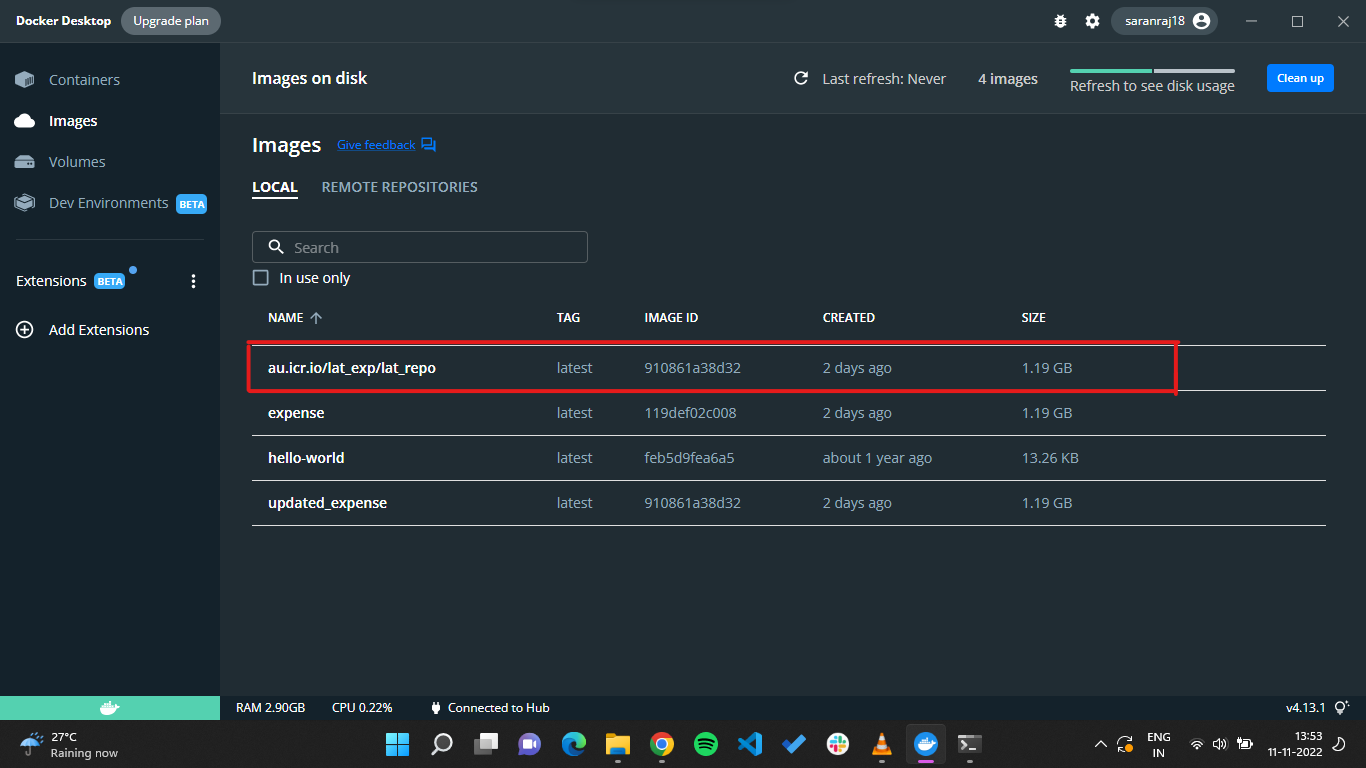 Docker Desktop Upgrade plan saranraj18
Containers
Images
Volumes
Dev Environments BETA
Extensions BETA
Add Extensions
Images on disk Last refresh: Never 4 images Refresh to see disk usage Clean up
Images Give feedback
LOCAL REMOTE REPOSITORIES
Search
In use only
NAME TAG IMAGE ID CREATED SIZE
au.icr.io/lat_exp/lat_repo latest 910861a38d32 2 days ago 1.19 GB
expense latest 119def02c008 2 days ago 1.19 GB
hello-world latest feb5d9fea6a5 about 1 year ago 13.26 KB
updated_expense latest 910861a38d32 2 days ago 1.19 GB
RAM 2.90GB CPU 0.22% Connected to Hub v4.13.1
27°C
Raining now
ENG
IN
13:53
11-11-2022